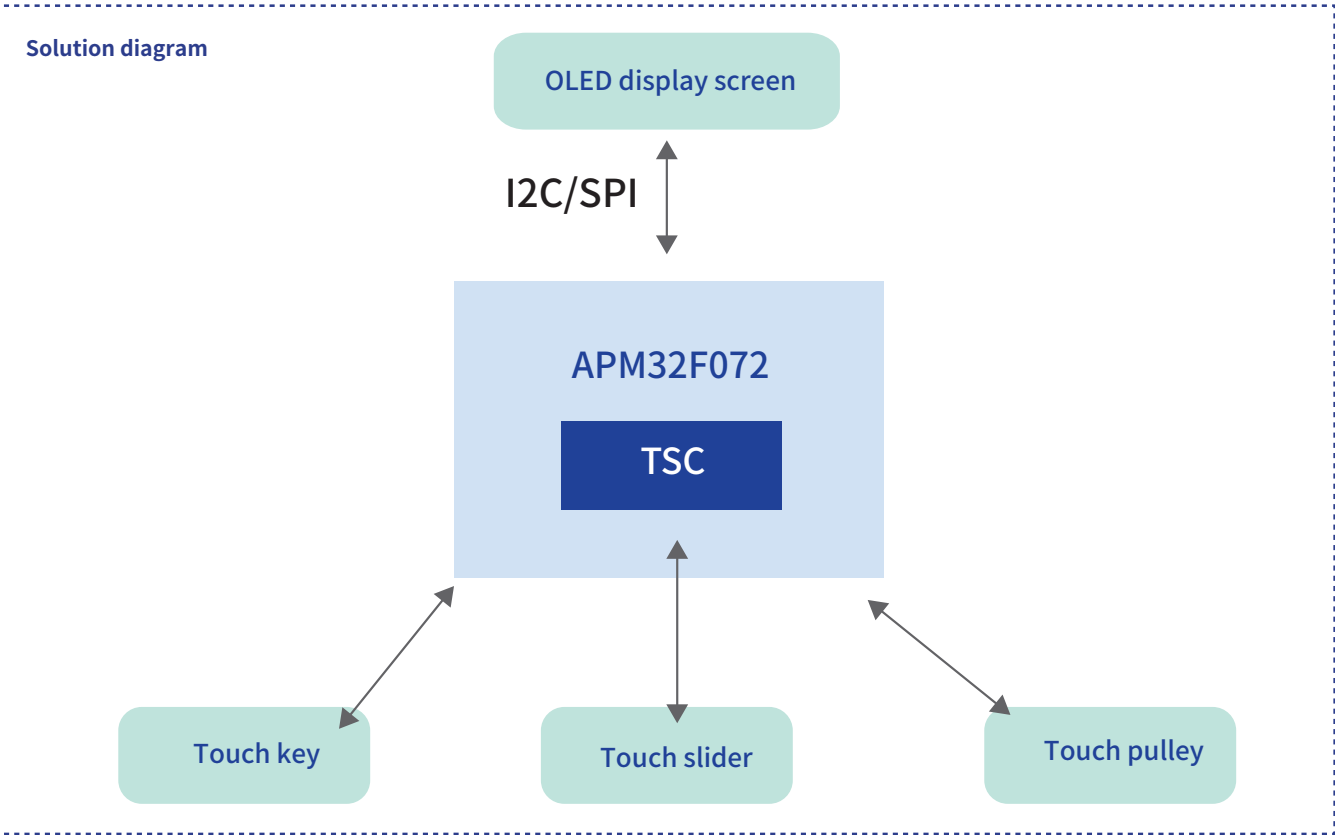 Solution diagram
OLED display screen
I2C/SPI
APM32F072
TSC
Touch key
Touch slider
Touch pulley